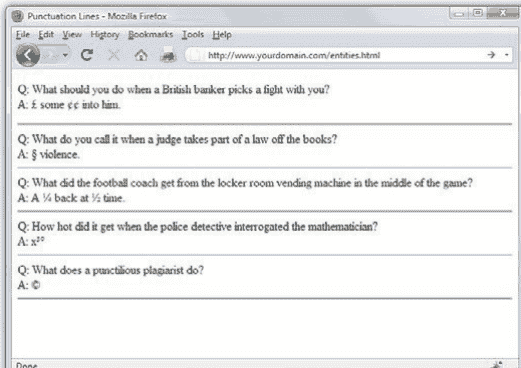 Punctuation Lines - Mozilla Firefox
File Edit View History Bookmarks Tools Help
http://www.yourdomain.com/entities.html
Q: What should you do when a British banker picks a fight with you?
A: £ some ¢¢ into him.
Q: What do you call it when a judge takes part of a law off the books?
A: § violence.
Q: What did the football coach get from the locker room vending machine in the middle of the game?
A: A ¼ back at ½ time.
Q: How hot did it get when the police detective interrogated the mathematician?
A: x³°
Q: What does a punctilious plagiarist do?
A: ©
Done